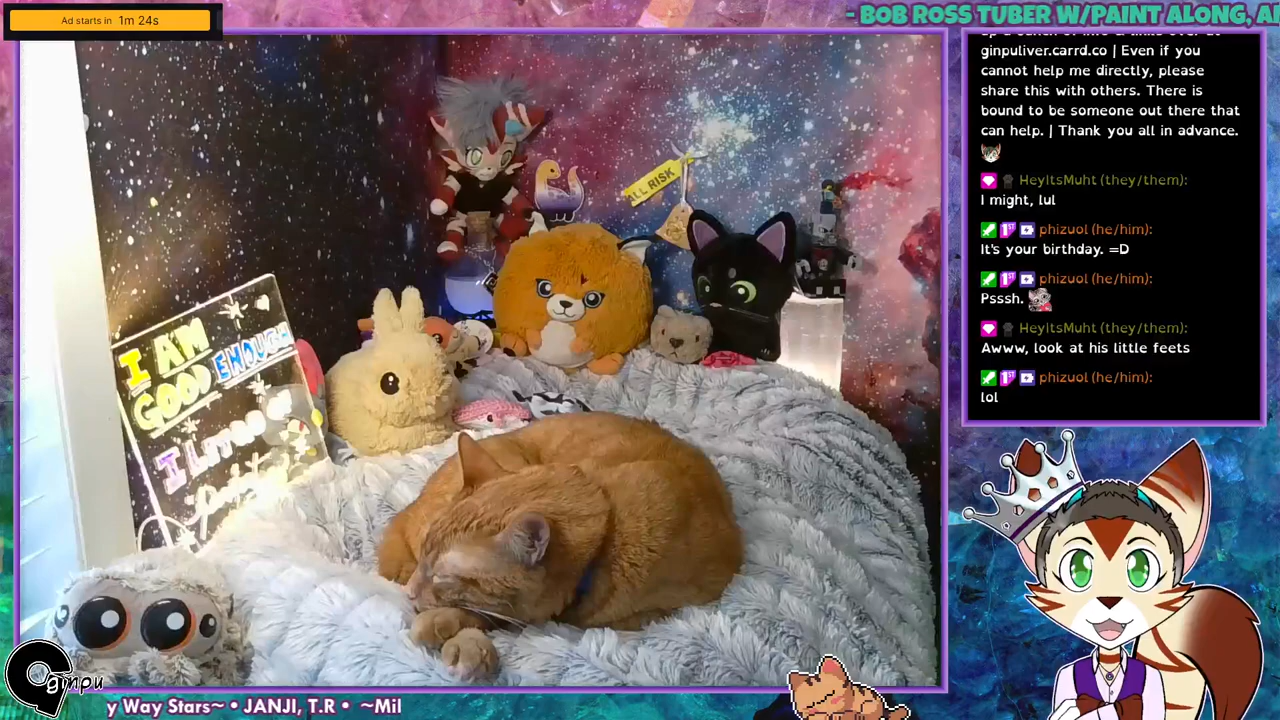 Ad starts in 1m 24s
- BOB ROSS TUBER W/PAINT ALONG, AI
ginpuliver.carrd.co | Even if you
cannot help me directly, please
share this with others. There is
bound to be someone out there that
can help. | Thank you all in advance.
HeyItsMuht (they/them):
I might, lul
phizuol (he/him):
It's your birthday. =D
phizuol (he/him):
Psssh.
HeyItsMuht (they/them):
Awww, look at his little feets
phizuol (he/him):
lol
ALL RISK
I AM
GOOD ENOUGH
I
ginpu
y Way Stars~ • JANJI, T.R • ~Mil